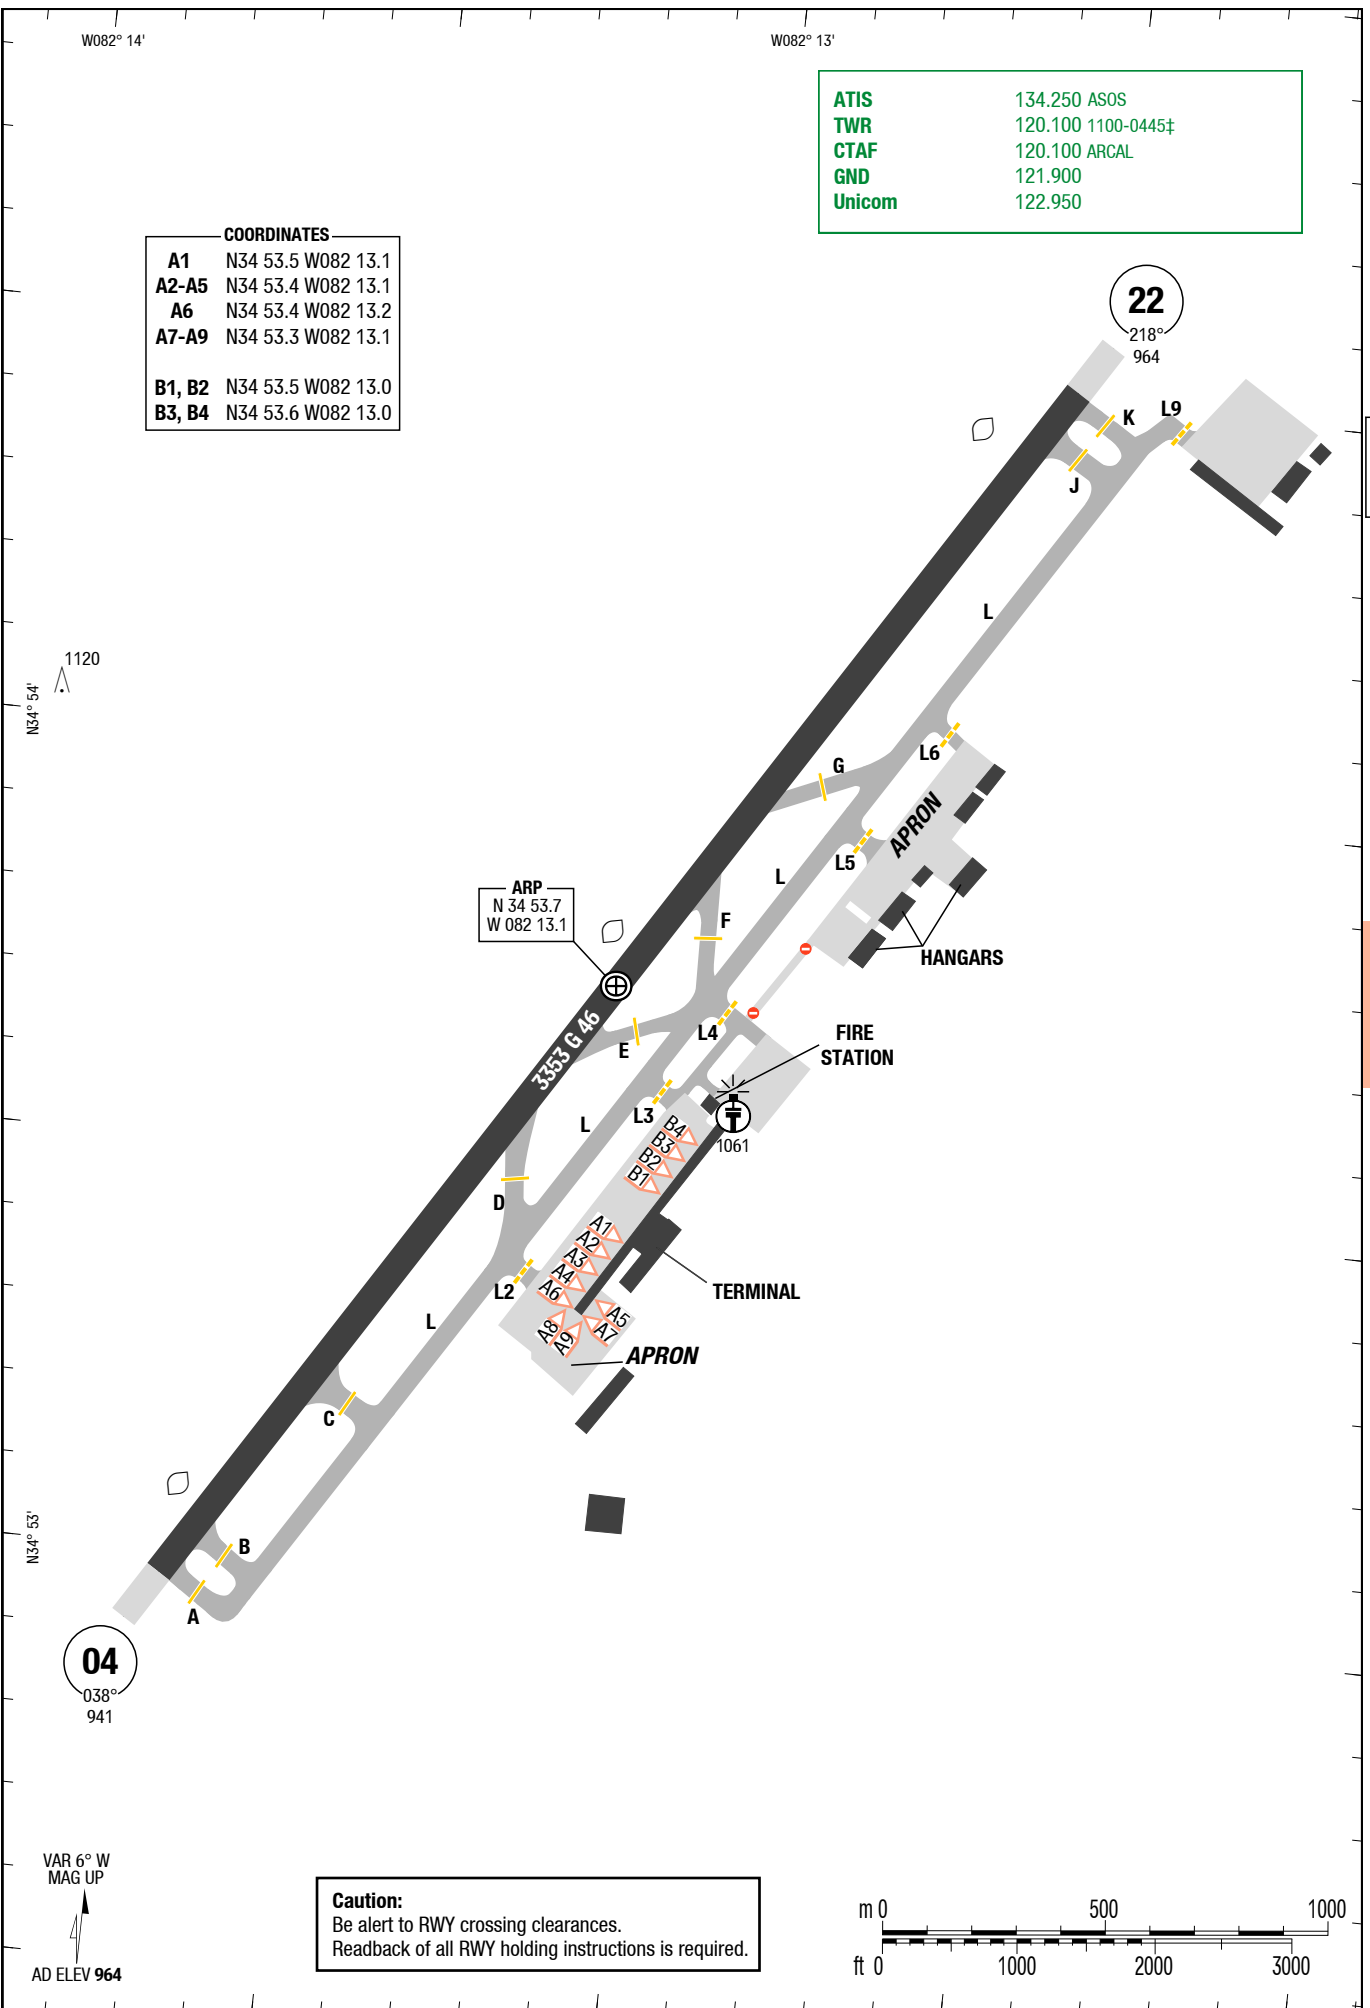 W082° 14'
W082° 13'
ATIS 134.250 ASOS
TWR 120.100 1100-0445‡
CTAF 120.100 ARCAL
GND 121.900
Unicom 122.950
COORDINATES
A1 N34 53.5 W082 13.1
A2-A5 N34 53.4 W082 13.1
A6 N34 53.4 W082 13.2
A7-A9 N34 53.3 W082 13.1
B1, B2 N34 53.5 W082 13.0
B3, B4 N34 53.6 W082 13.0
22
218°
964
K
L9
J
L
1120
N34° 54'
L6
G
APRON
L5
L
ARP
N 34 53.7
W 082 13.1
F
HANGARS
3353 G 46
L4
E
FIRE
STATION
L3
L
1061
B4
B3
B2
B1
D
A1
A2
A3
A4
A6
L2
TERMINAL
L
A5
A7
A8
A9
APRON
C
N34° 53'
B
A
04
038°
941
VAR 6° W
MAG UP
AD ELEV 964
Caution:
Be alert to RWY crossing clearances.
Readback of all RWY holding instructions is required.
m 0 500 1000
ft 0 1000 2000 3000